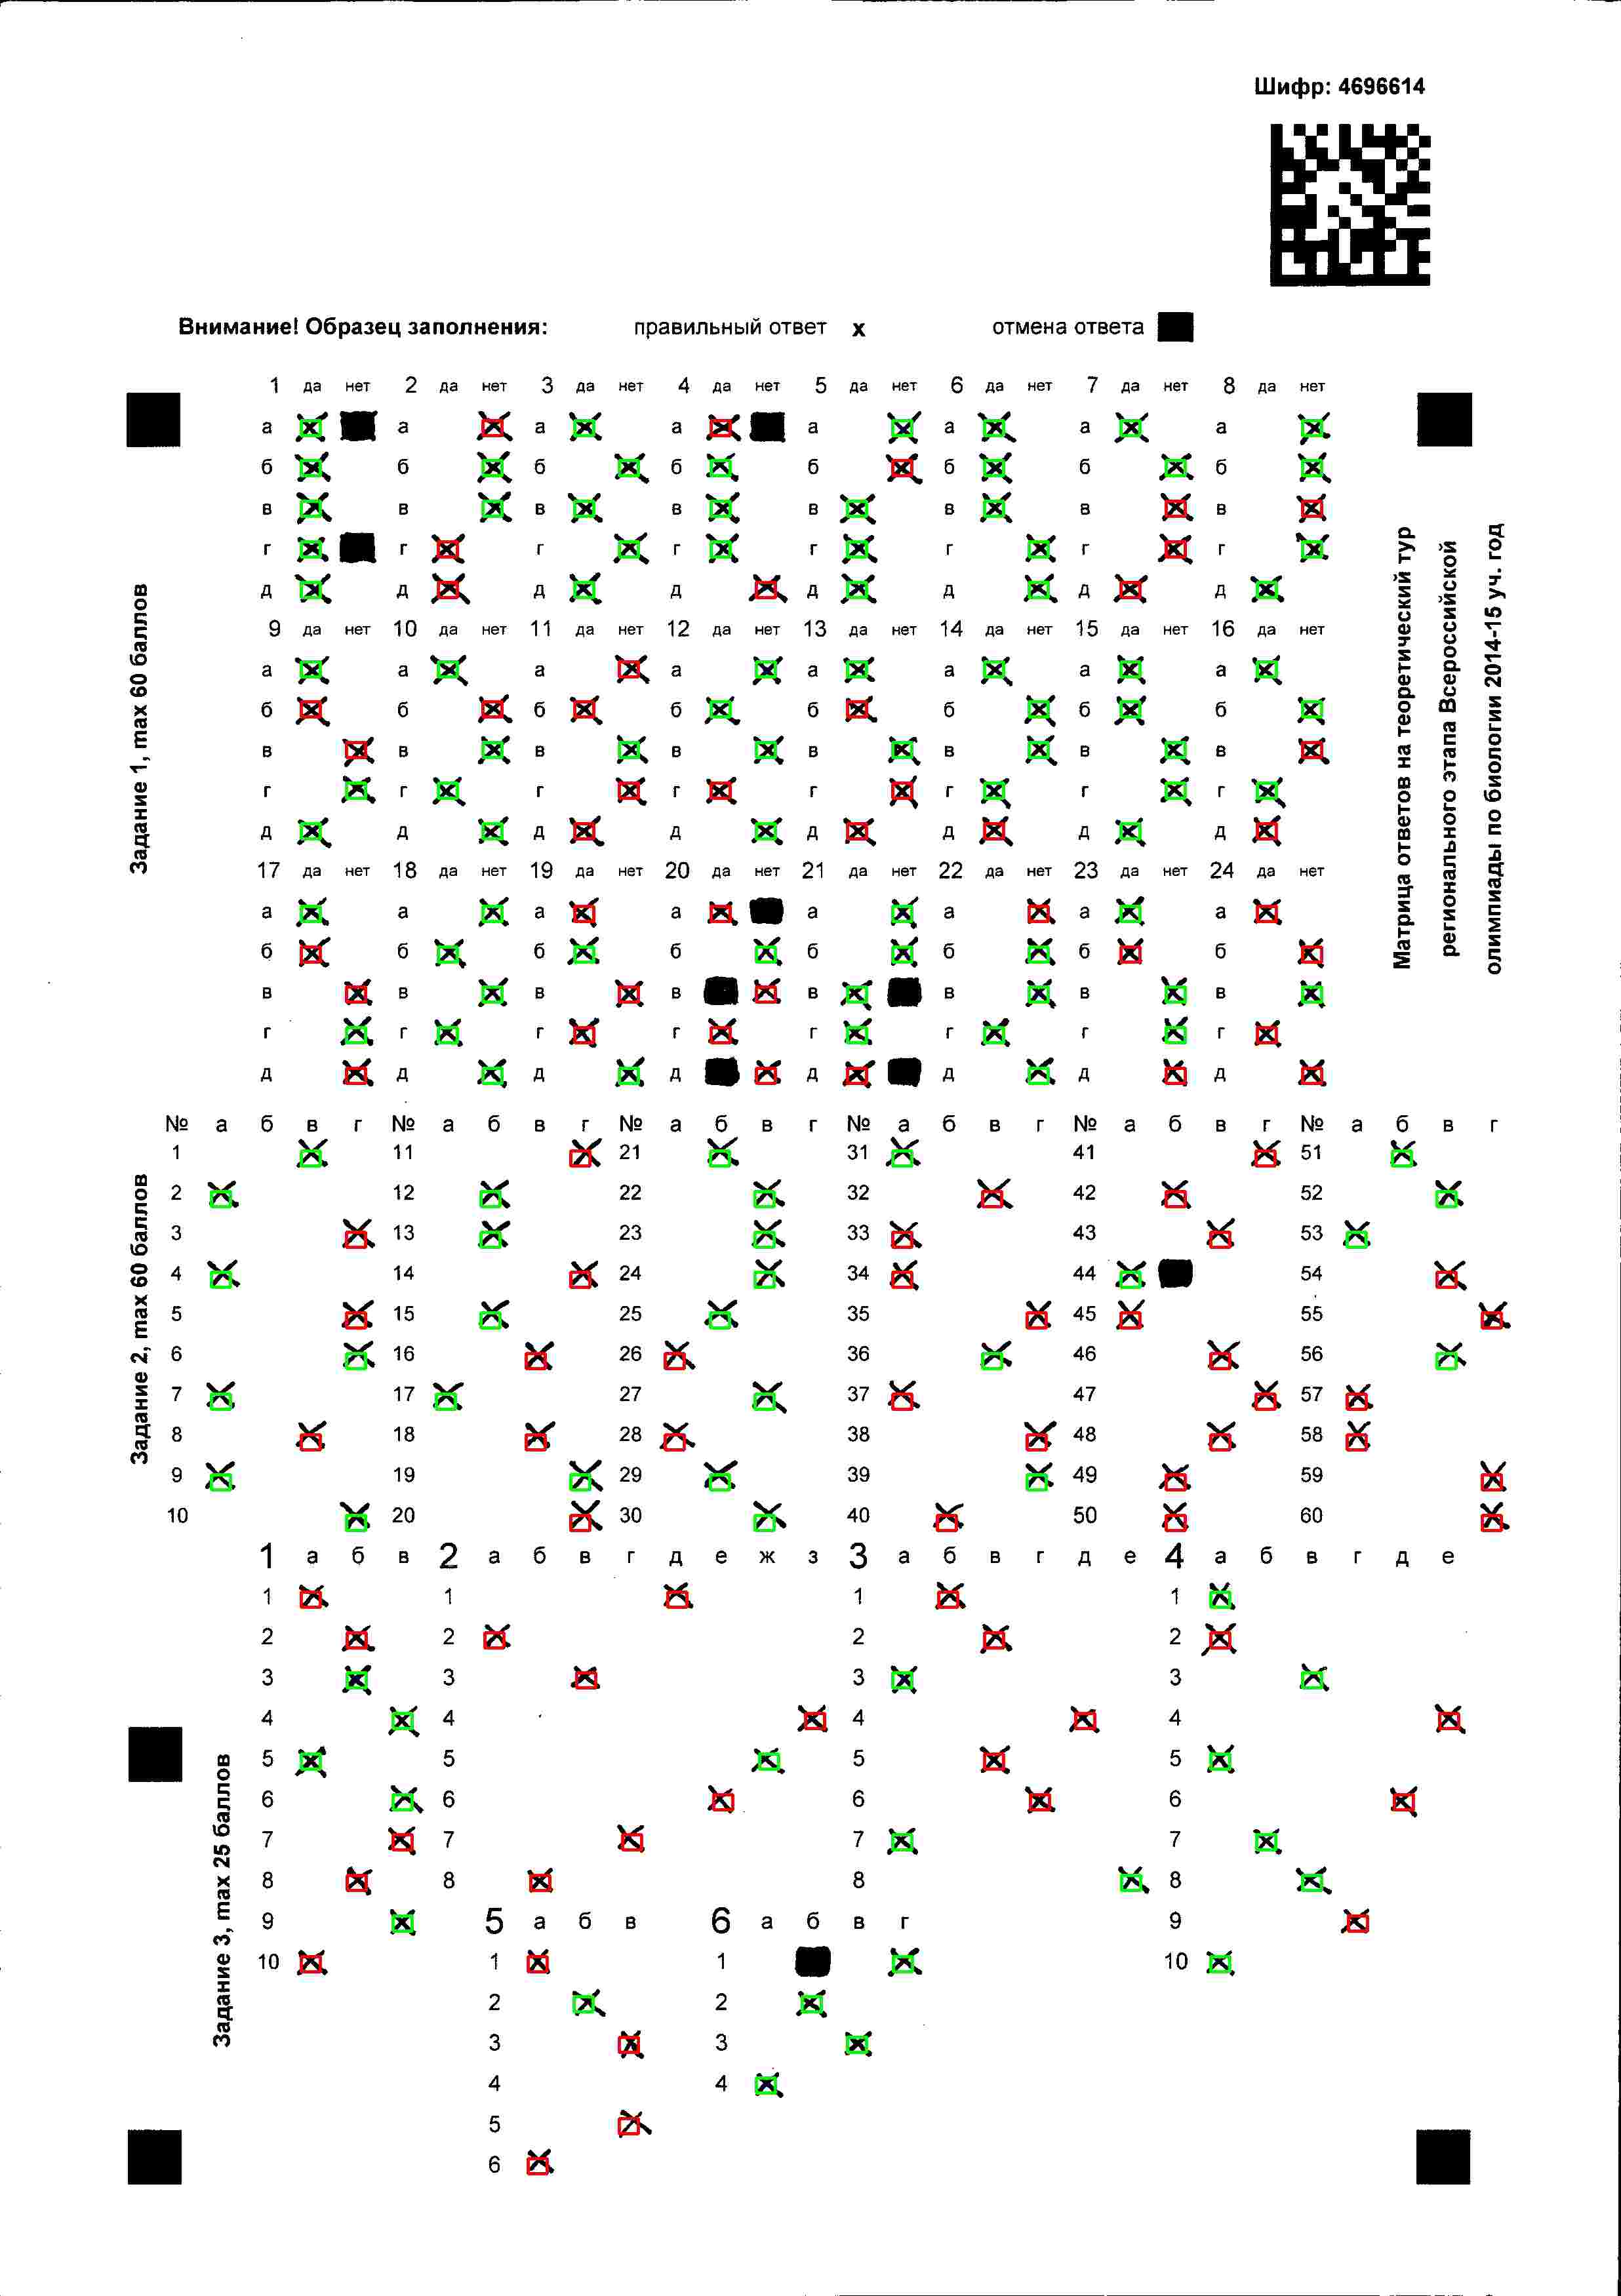 Шифр: 4696614
Внимание! Образец заполнения: правильный ответ x отмена ответа
1 да нет 2 да нет 3 да нет 4 да нет 5 да нет 6 да нет 7 да нет 8 да нет
а а а а а а а а
б б б б б б б б
в в в в в в в в
г г г г г г г г
д д д д д д д д
9 да нет 10 да нет 11 да нет 12 да нет 13 да нет 14 да нет 15 да нет 16 да нет
а а а а а а а а
б б б б б б б б
в в в в в в в в
г г г г г г г г
д д д д д д д д
17 да нет 18 да нет 19 да нет 20 да нет 21 да нет 22 да нет 23 да нет 24 да нет
а а а а а а а а
б б б б б б б б
в в в в в в в в
г г г г г г г г
д д д д д д д д
Задание 1, max 60 баллов
Матрица ответов на теоретический тур
регионального этапа Всероссийской
олимпиады по биологии 2014-15 уч. год
№ а б в г № а б в г № а б в г № а б в г № а б в г № а б в г
1 11 21 31 41 51
2 12 22 32 42 52
3 13 23 33 43 53
4 14 24 34 44 54
5 15 25 35 45 55
6 16 26 36 46 56
7 17 27 37 47 57
8 18 28 38 48 58
9 19 29 39 49 59
10 20 30 40 50 60
Задание 2, max 60 баллов
1 а б в 2 а б в г д е ж з 3 а б в г д е 4 а б в г д е
1 1 1 1
2 2 2 2
3 3 3 3
4 4 4 4
5 5 5 5
6 6 6 6
7 7 7 7
8 8 8 8
9 5 а б в 6 а б в г 9
10 1 1 10
2 2
3 3
4 4
5
6
Задание 3, max 25 баллов